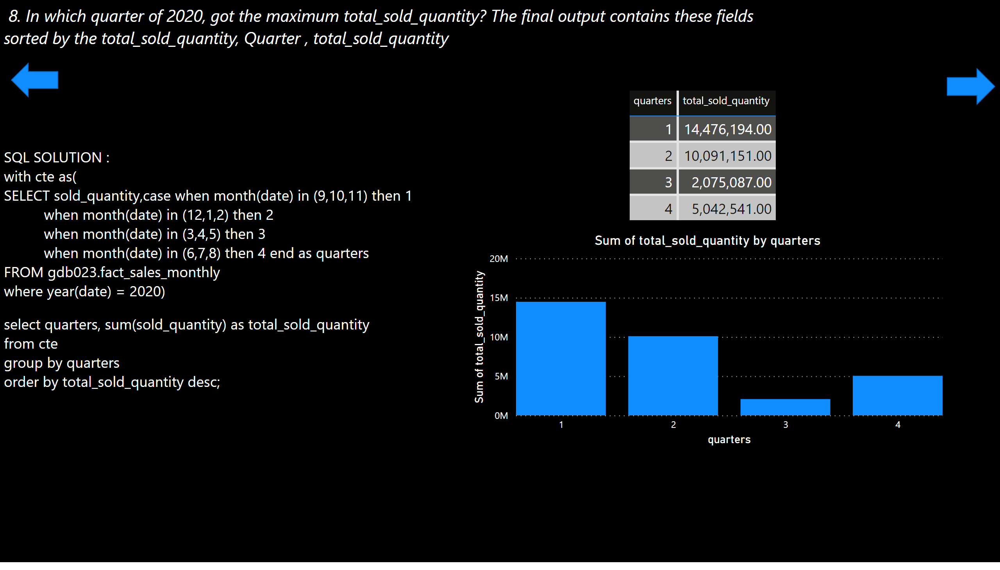 8. In which quarter of 2020, got the maximum total_sold_quantity? The final output contains these fields
sorted by the total_sold_quantity, Quarter , total_sold_quantity
quarters total_sold_quantity
1 14,476,194.00
2 10,091,151.00
3 2,075,087.00
4 5,042,541.00
SQL SOLUTION :
with cte as(
SELECT sold_quantity,case when month(date) in (9,10,11) then 1
when month(date) in (12,1,2) then 2
when month(date) in (3,4,5) then 3
when month(date) in (6,7,8) then 4 end as quarters
FROM gdb023.fact_sales_monthly
where year(date) = 2020)
select quarters, sum(sold_quantity) as total_sold_quantity
from cte
group by quarters
order by total_sold_quantity desc;
Sum of total_sold_quantity by quarters
Sum of total_sold_quantity
20M
15M
10M
5M
0M
1 2 3 4
quarters